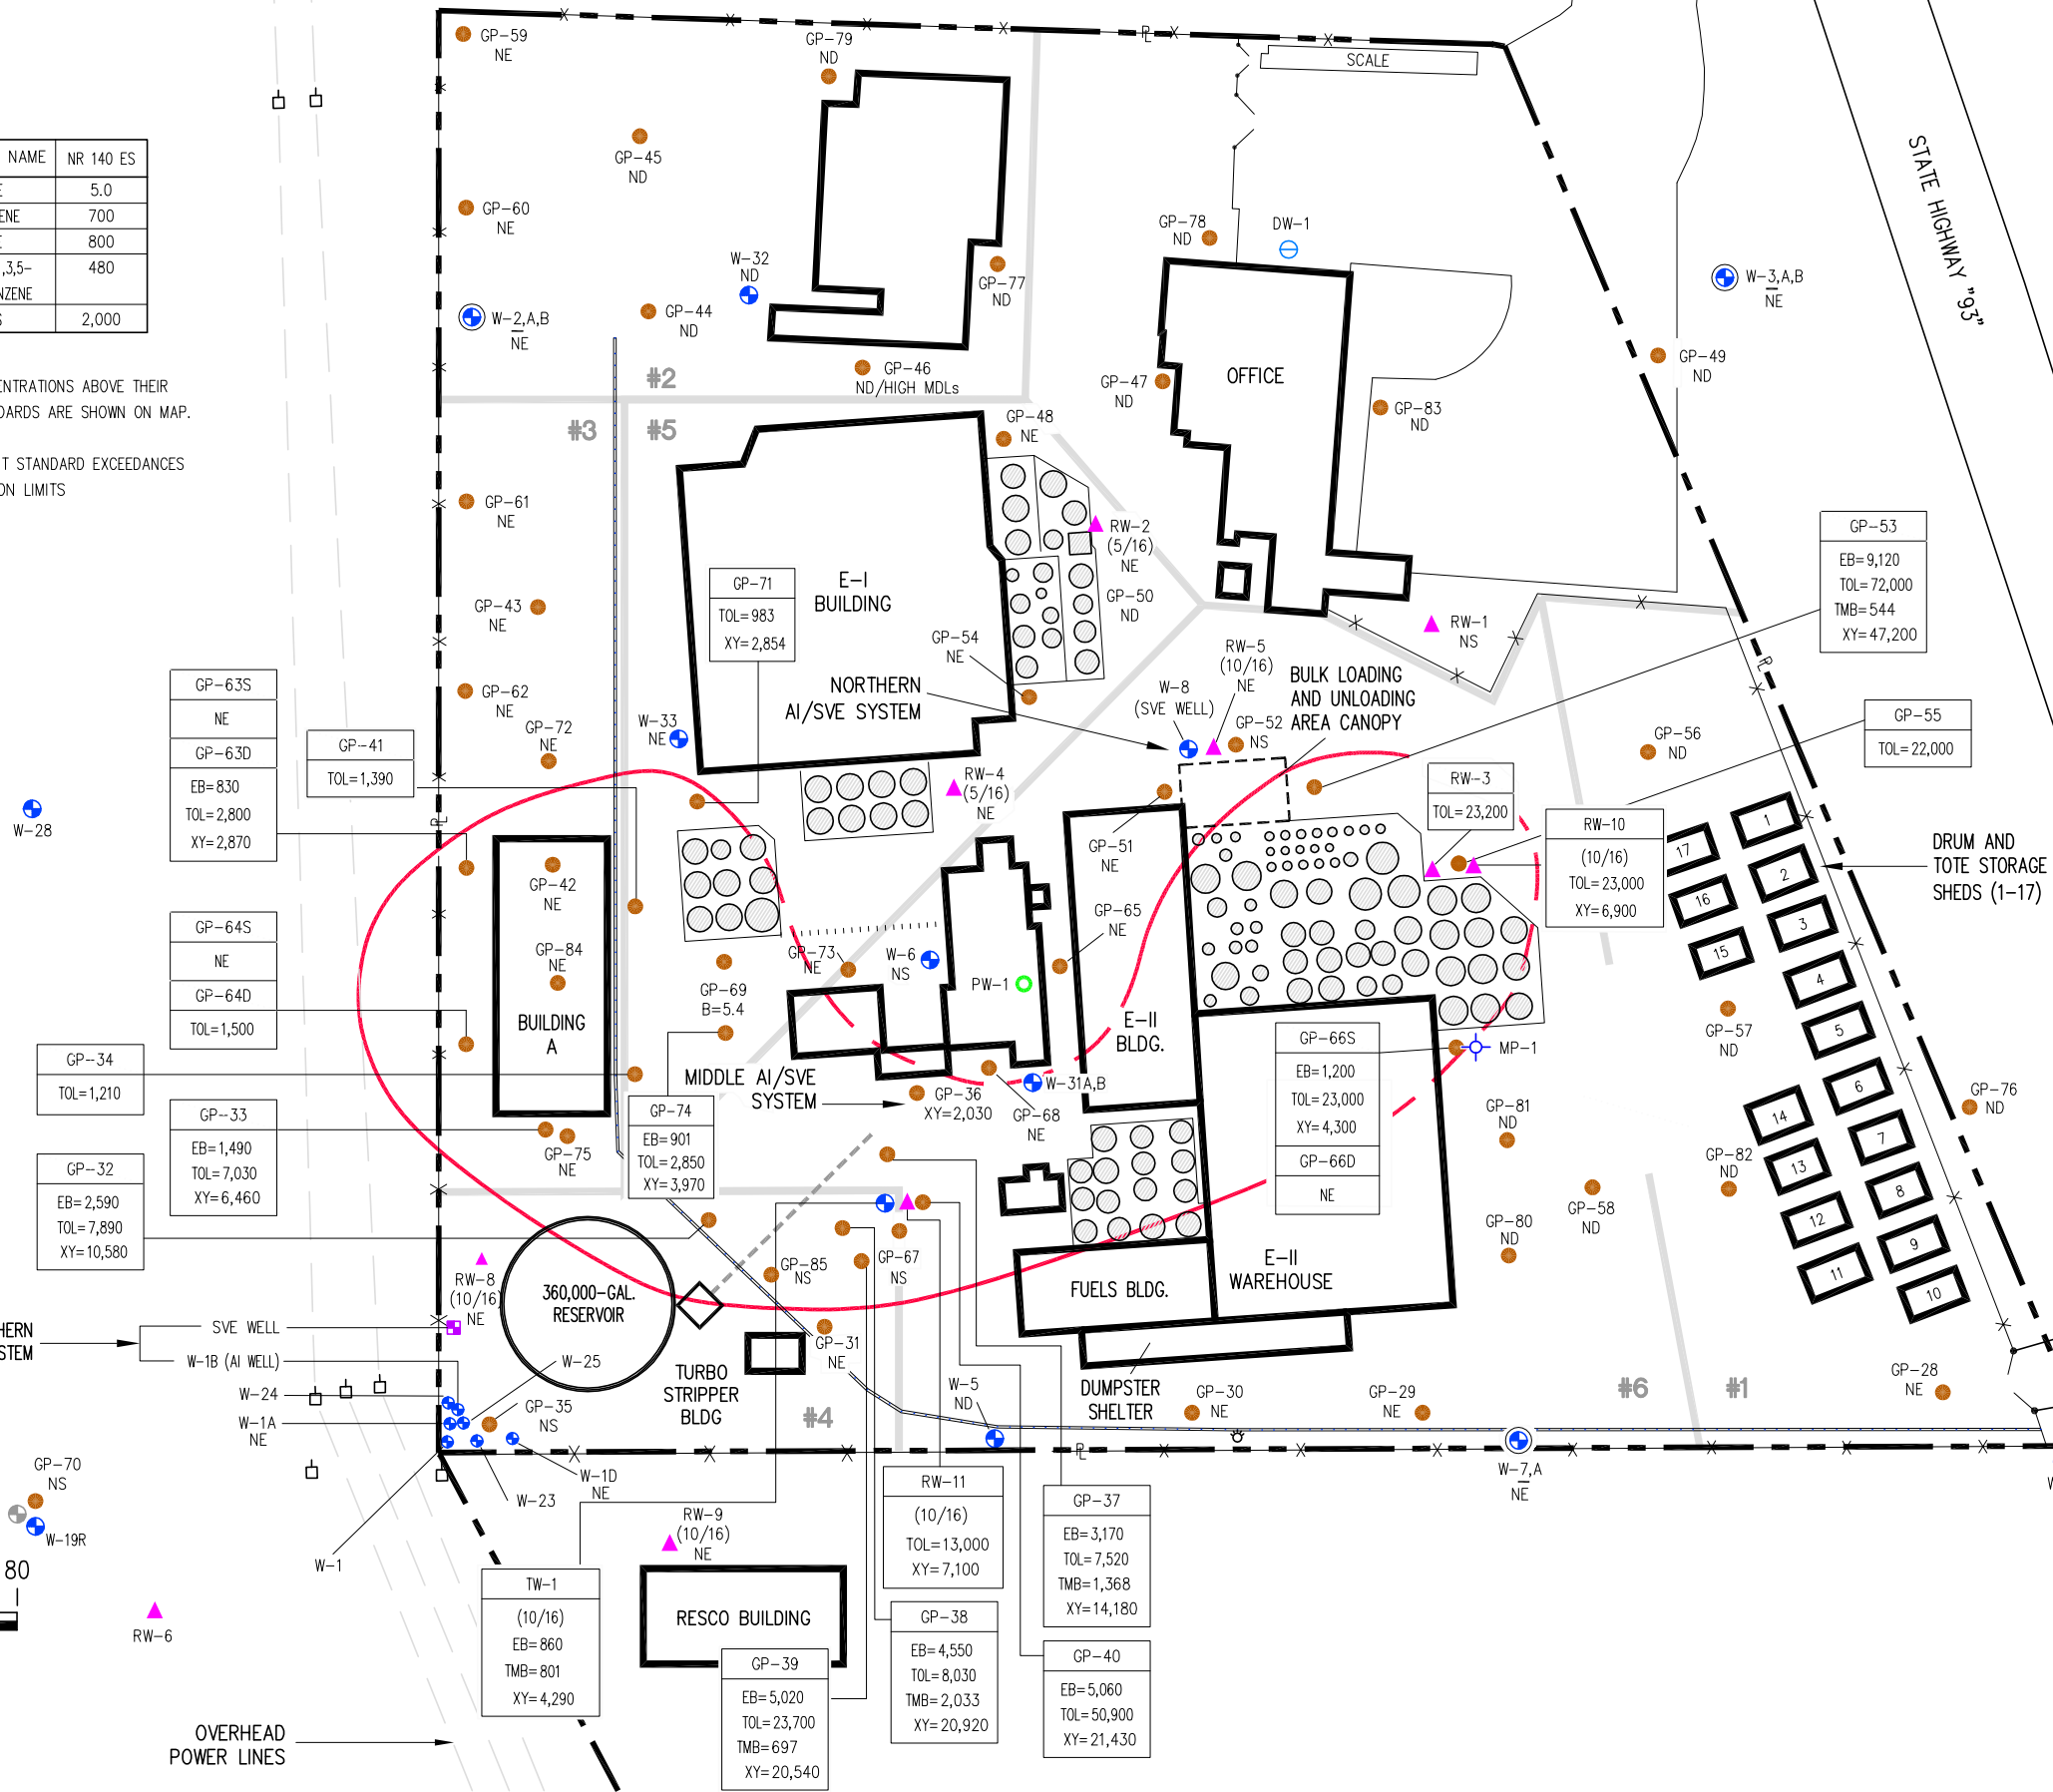 NAME NR 140 ES
E 5.0
ENE 700
E 800
,3,5- 480
NZENE
S 2,000
ENTRATIONS ABOVE THEIR
DARDS ARE SHOWN ON MAP.
T STANDARD EXCEEDANCES
ON LIMITS
GP-59
NE
GP-79
ND
SCALE
STATE HIGHWAY "93"
GP-45
ND
GP-60
NE
GP-78
ND
DW-1
W-32
ND
GP-77
ND
W-3,A,B
NE
W-2,A,B
NE
GP-44
ND
GP-46
ND/HIGH MDLs
#2
#3
#5
GP-47
ND
OFFICE
GP-49
ND
GP-83
ND
GP-48
NE
GP-61
NE
RW-2
(5/16)
NE
GP-53
EB=9,120
TOL=72,000
TMB=544
XY=47,200
GP-71
TOL=983
XY=2,854
E-I
BUILDING
GP-50
ND
GP-43
NE
GP-54
NE
RW-1
NS
RW-5
(10/16)
NE
GP-63S
NE
GP-63D
EB=830
TOL=2,800
XY=2,870
GP-62
NE
NORTHERN
AI/SVE SYSTEM
W-8
(SVE WELL)
BULK LOADING
AND UNLOADING
AREA CANOPY
GP-52
NS
GP-55
TOL=22,000
GP-41
TOL=1,390
GP-72
NE
W-33
NE
GP-56
ND
RW-4
(5/16)
NE
RW-3
TOL=23,200
RW-10
(10/16)
TOL=23,000
XY=6,900
W-28
GP-51
NE
1
2
3
4
5
6
7
8
9
10
11
12
13
14
15
16
17
DRUM AND
TOTE STORAGE
SHEDS (1-17)
GP-42
NE
GP-65
NE
GP-64S
NE
GP-64D
TOL=1,500
GP-84
NE
GP-73
NE
W-6
NS
PW-1
GP-69
B=5.4
BUILDING
A
E-II
BLDG.
GP-57
ND
GP-66S
EB=1,200
TOL=23,000
XY=4,300
GP-66D
NE
MP-1
GP-34
TOL=1,210
MIDDLE AI/SVE
SYSTEM
GP-36
XY=2,030
W-31A,B
GP-68
NE
GP-76
ND
GP-81
ND
GP-33
EB=1,490
TOL=7,030
XY=6,460
GP-74
EB=901
TOL=2,850
XY=3,970
GP-75
NE
GP-32
EB=2,590
TOL=7,890
XY=10,580
GP-82
ND
GP-58
ND
GP-80
ND
RW-8
(10/16)
NE
360,000-GAL.
RESERVOIR
GP-85
NS
GP-67
NS
E-II
WAREHOUSE
FUELS BLDG.
HERN
STEM
SVE WELL
W-1B (AI WELL)
W-25
W-24
W-1A
NE
GP-35
NS
GP-31
NE
TURBO
STRIPPER
BLDG
#4
W-5
ND
DUMPSTER
SHELTER
GP-30
NE
GP-29
NE
#6
#1
GP-28
NE
GP-70
NS
W-19R
W-1D
NE
W-23
W-1
W-7,A
NE
W
80
RW-6
RW-9
(10/16)
NE
RW-11
(10/16)
TOL=13,000
XY=7,100
GP-37
EB=3,170
TOL=7,520
TMB=1,368
XY=14,180
TW-1
(10/16)
EB=860
TMB=801
XY=4,290
RESCO BUILDING
GP-38
EB=4,550
TOL=8,030
TMB=2,033
XY=20,920
GP-39
EB=5,020
TOL=23,700
TMB=697
XY=20,540
GP-40
EB=5,060
TOL=50,900
XY=21,430
OVERHEAD
POWER LINES
PL
PL
PL
PL